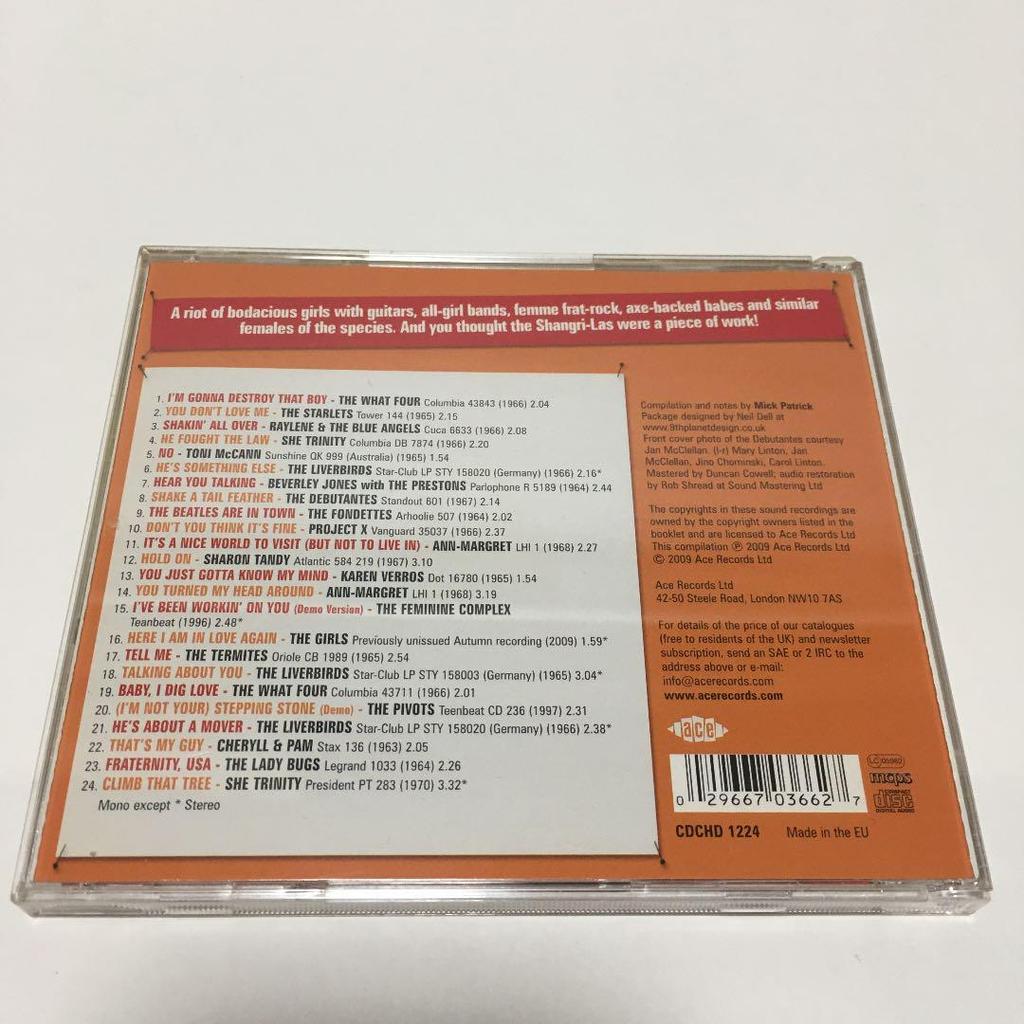 A riot of bodacious girls with guitars, all-girl bands, femme frat-rock, axe-backed babes and similar
females of the species. And you thought the Shangri-Las were a piece of work!
1. I'M GONNA DESTROY THAT BOY - THE WHAT FOUR Columbia 43843 (1966) 2.04
2. YOU DON'T LOVE ME - THE STARLETS Tower 144 (1965) 2.15
3. SHAKIN' ALL OVER - RAYLENE & THE BLUE ANGELS Cuca 6633 (1966) 2.08
4. HE FOUGHT THE LAW - SHE TRINITY Columbia DB 7874 (1966) 2.20
5. NO - TONI McCANN Sunshine QK 999 (Australia) (1965) 1.54
6. HE'S SOMETHING ELSE - THE LIVERBIRDS Star-Club LP STY 158020 (Germany) (1966) 2.16*
7. HEAR YOU TALKING - BEVERLEY JONES with THE PRESTONS Parlophone R 5189 (1964) 2.44
8. SHAKE A TAIL FEATHER - THE DEBUTANTES Standout 601 (1967) 2.14
9. THE BEATLES ARE IN TOWN - THE FONDETTES Arhoolie 507 (1964) 2.02
10. DON'T YOU THINK IT'S FINE - PROJECT X Vanguard 35037 (1966) 2.37
11. IT'S A NICE WORLD TO VISIT (BUT NOT TO LIVE IN) - ANN-MARGRET LHI 1 (1968) 2.27
12. HOLD ON - SHARON TANDY Atlantic 584 219 (1967) 3.10
13. YOU JUST GOTTA KNOW MY MIND - KAREN VERROS Dot 16780 (1965) 1.54
14. YOU TURNED MY HEAD AROUND - ANN-MARGRET LHI 1 (1968) 3.19
15. I'VE BEEN WORKIN' ON YOU (Demo Version) - THE FEMININE COMPLEX
Teanbeat (1996) 2.48*
16. HERE I AM IN LOVE AGAIN - THE GIRLS Previously unissued Autumn recording (2009) 1.59*
17. TELL ME - THE TERMITES Oriole CB 1989 (1965) 2.54
18. TALKING ABOUT YOU - THE LIVERBIRDS Star-Club LP STY 158003 (Germany) (1965) 3.04*
19. BABY, I DIG LOVE - THE WHAT FOUR Columbia 43711 (1966) 2.01
20. (I'M NOT YOUR) STEPPING STONE (Demo) - THE PIVOTS Teenbeat CD 236 (1997) 2.31
21. HE'S ABOUT A MOVER - THE LIVERBIRDS Star-Club LP STY 158020 (Germany) (1966) 2.38*
22. THAT'S MY GUY - CHERYLL & PAM Stax 136 (1963) 2.05
23. FRATERNITY, USA - THE LADY BUGS Legrand 1033 (1964) 2.26
24. CLIMB THAT TREE - SHE TRINITY President PT 283 (1970) 3.32*
Mono except * Stereo
Compilation and notes by Mick Patrick
Package designed by Neil Dell at
www.9thplanetdesign.co.uk
Front cover photo of the Debutantes courtesy
Jan McClellan. (l-r) Mary Linton, Jan
McClellan, Jino Chominski, Carol Linton.
Mastered by Duncan Cowell; audio restoration
by Rob Shread at Sound Mastering Ltd
The copyrights in these sound recordings are
owned by the copyright owners listed in the
booklet and are licensed to Ace Records Ltd
This compilation ℗ 2009 Ace Records Ltd
© 2009 Ace Records Ltd
Ace Records Ltd
42-50 Steele Road, London NW10 7AS
For details of the price of our catalogues
(free to residents of the UK) and newsletter
subscription, send an SAE or 2 IRC to the
address above or e-mail:
info@acerecords.com
www.acerecords.com
ace
0 29667 03662 7
mcps
COMPACT
disc
DIGITAL AUDIO
CDCHD 1224 Made in the EU